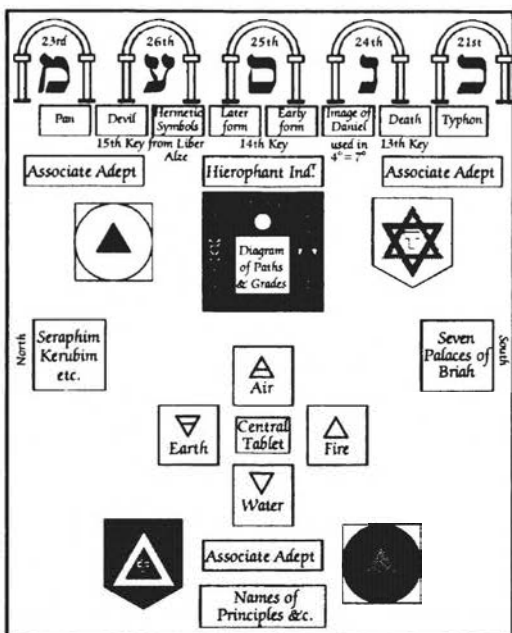 23rd 26th 25th 24th 21st
מ ע ס נ כ
Pan Devil Hermetic Symbols Later form Early form Image of Daniel Death Typhon
15th Key from Liber Alze 14th Key used in 4°=7° 13th Key
Associate Adept Hierophant Ind.r Associate Adept
Diagram
of Paths
& Grades
North
Seraphim
Kerubim
etc.
Seven
Palaces of
Briah
South
Air
Earth
Central
Tablet
Fire
Water
Associate Adept
Names of
Principles &c.